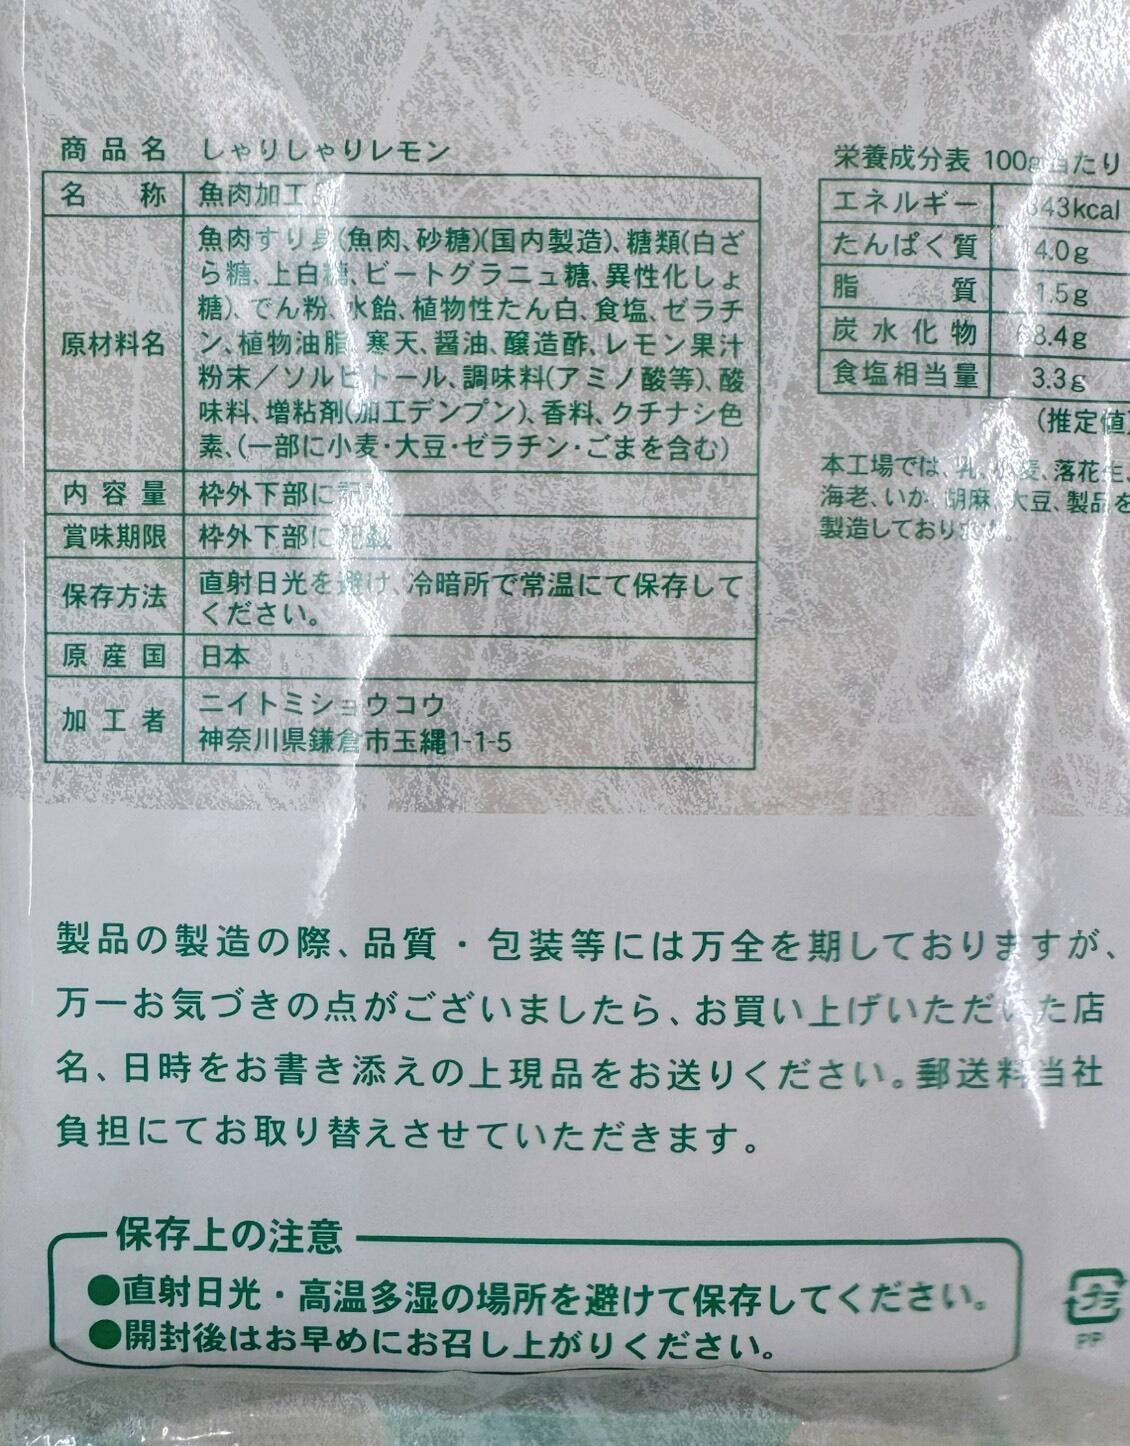 商品名 しゃりしゃりレモン
名称 魚肉加工
原材料名 魚肉すり身(魚肉、砂糖)(国内製造)、糖類(白ざ
ら糖、上白糖、ビートグラニュ糖、異性化しょ
糖)、でん粉、水飴、植物性たん白、食塩、ゼラチ
ン、植物油脂、寒天、醤油、醸造酢、レモン果汁
粉末/ソルビトール、調味料(アミノ酸等)、酸
味料、増粘剤(加工デンプン)、香料、クチナシ色
素、(一部に小麦・大豆・ゼラチン・ごまを含む)
内容量 枠外下部に記載
賞味期限 枠外下部に記載
保存方法 直射日光を避け、冷暗所で常温にて保存して
ください。
原産国 日本
加工者 ニイトミショウコウ
神奈川県鎌倉市玉縄1-1-5
栄養成分表 100g当たり
エネルギー 343kcal
たんぱく質 4.0g
脂質 1.5g
炭水化物 8.4g
食塩相当量 3.3g
(推定値)
本工場では、乳、小麦、落花生、
海老、いか、胡麻、大豆、製品を
製造しております。
製品の製造の際、品質・包装等には万全を期しておりますが、
万一お気づきの点がございましたら、お買い上げいただいた店
名、日時をお書き添えの上現品をお送りください。郵送料当社
負担にてお取り替えさせていただきます。
保存上の注意
●直射日光・高温多湿の場所を避けて保存してください。
●開封後はお早めにお召し上がりください。
プラ
PP